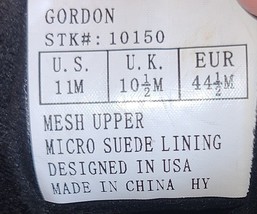 GORDON
STK#: 10150
U.S. U.K. EUR
11M 10½M 44½M
MESH UPPER
MICRO SUEDE LINING
DESIGNED IN USA
MADE IN CHINA HY